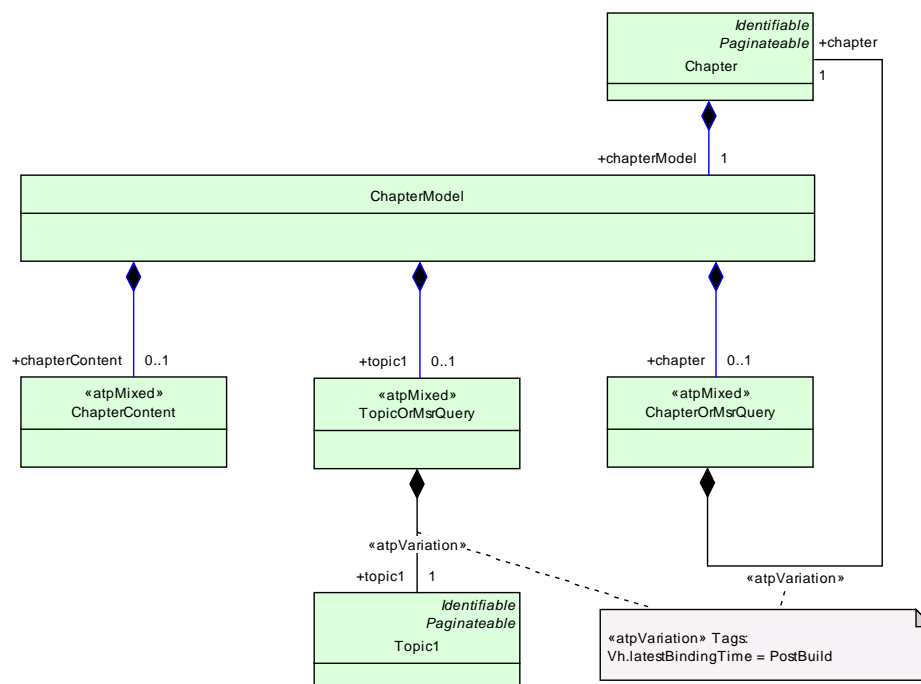 Identifiable
Paginateable
+chapter
Chapter
1
+chapterModel 1
ChapterModel
+chapterContent 0..1
+topic1 0..1
+chapter 0..1
«atpMixed»
ChapterContent
«atpMixed»
TopicOrMsrQuery
«atpMixed»
ChapterOrMsrQuery
«atpVariation»
+topic1 1
«atpVariation»
Identifiable
Paginateable
Topic1
«atpVariation» Tags:
Vh.latestBindingTime = PostBuild